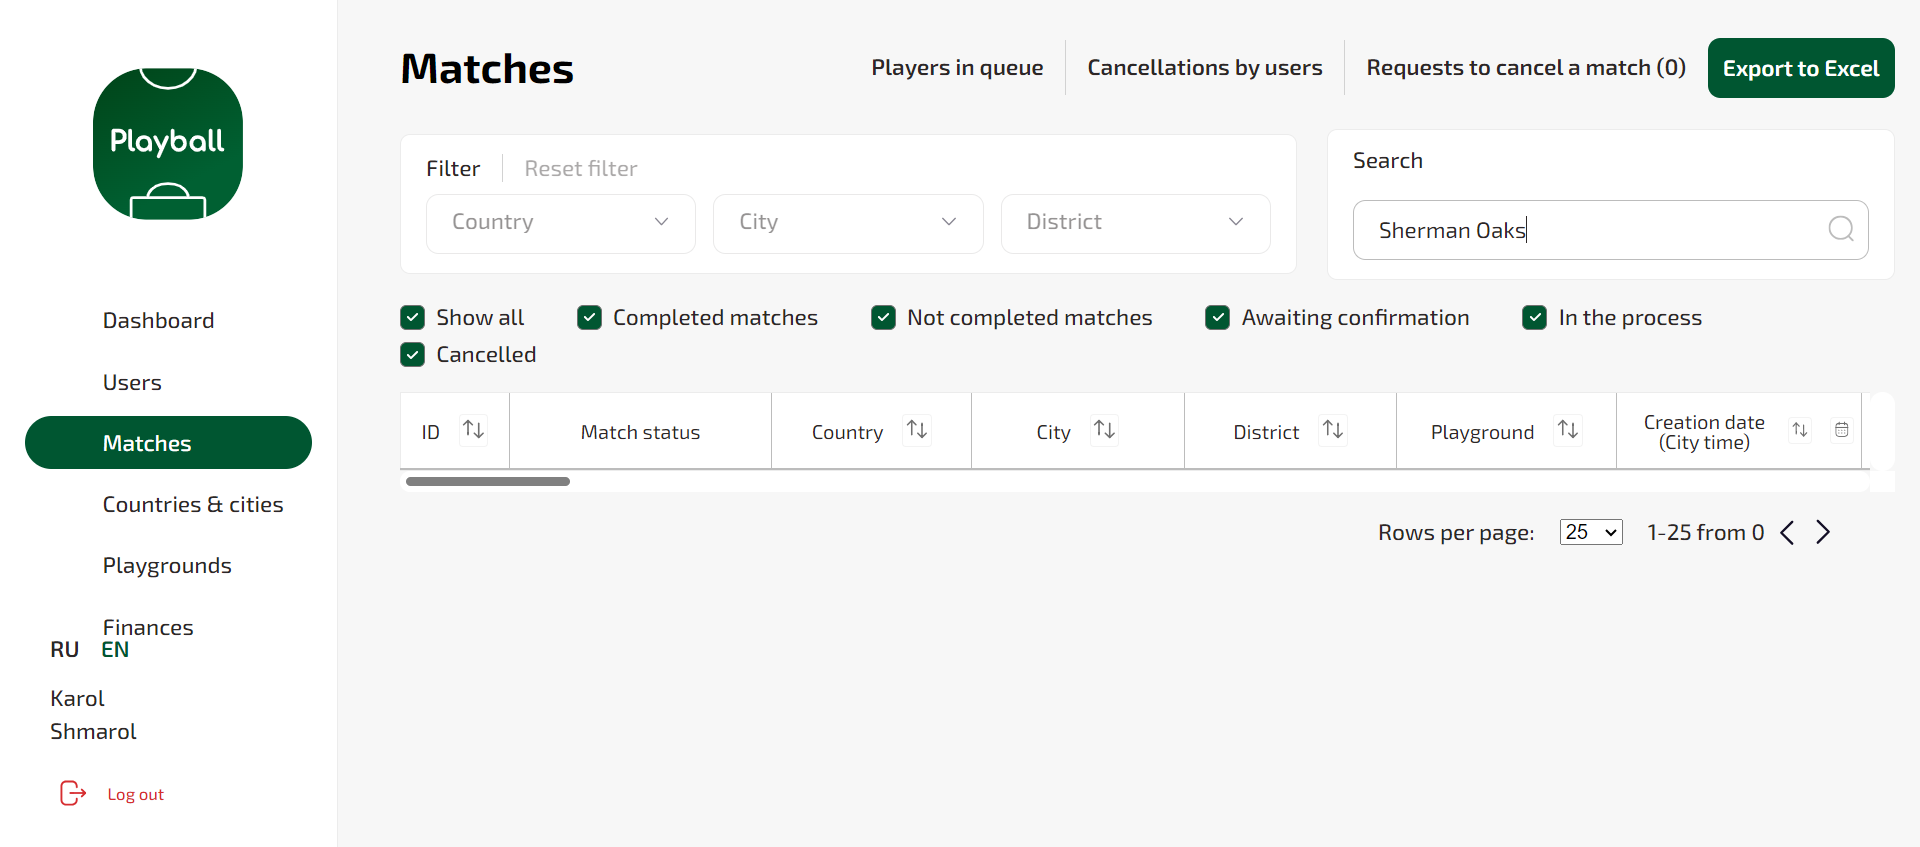 Playball
Dashboard
Users
Matches
Countries & cities
Playgrounds
Finances
RU EN
Karol
Shmarol
Log out
Matches
Players in queue
Cancellations by users
Requests to cancel a match (0)
Export to Excel
Filter
Reset filter
Country
City
District
Search
Sherman Oaks
Show all
Completed matches
Not completed matches
Awaiting confirmation
In the process
Cancelled
ID
Match status
Country
City
District
Playground
Creation date
(City time)
Rows per page: 25 1-25 from 0